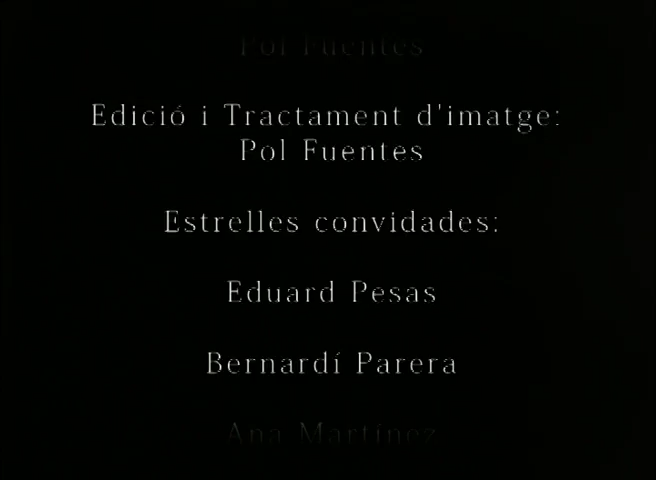 Pol Fuentes
Edició i Tractament d'imatge:
Pol Fuentes
Estrelles convidades:
Eduard Pesas
Bernardí Parera
Ana Martínez